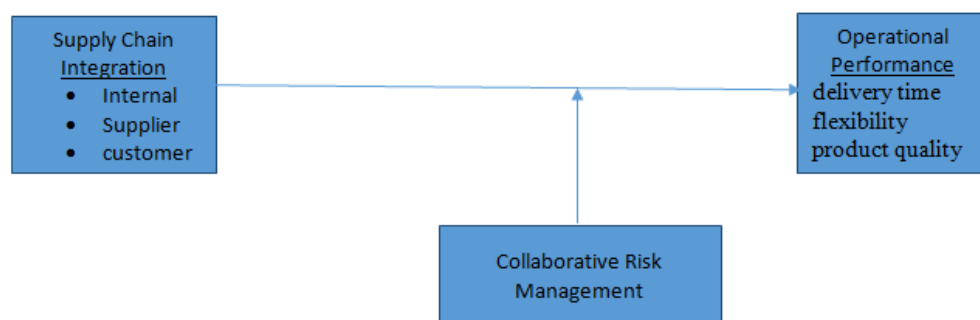 Supply Chain
Integration
• Internal
• Supplier
• customer
Operational
Performance
delivery time
flexibility
product quality
Collaborative Risk
Management